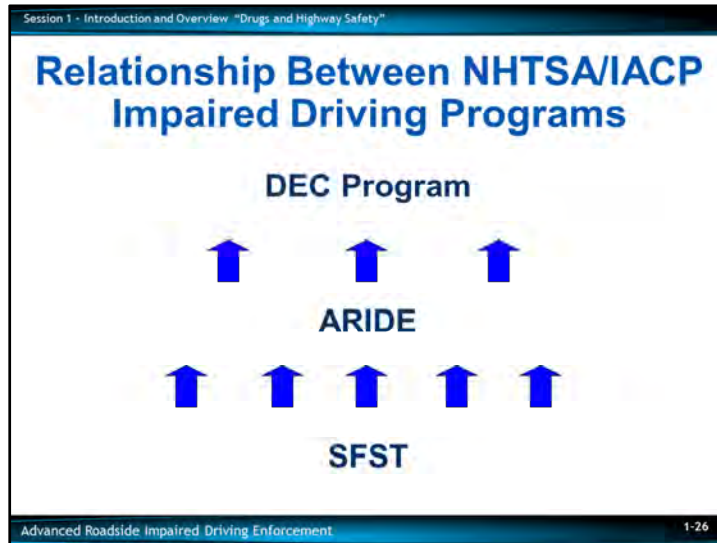 Session 1 - Introduction and Overview "Drugs and Highway Safety"
Relationship Between NHTSA/IACP
Impaired Driving Programs
DEC Program
ARIDE
SFST
Advanced Roadside Impaired Driving Enforcement
1-26